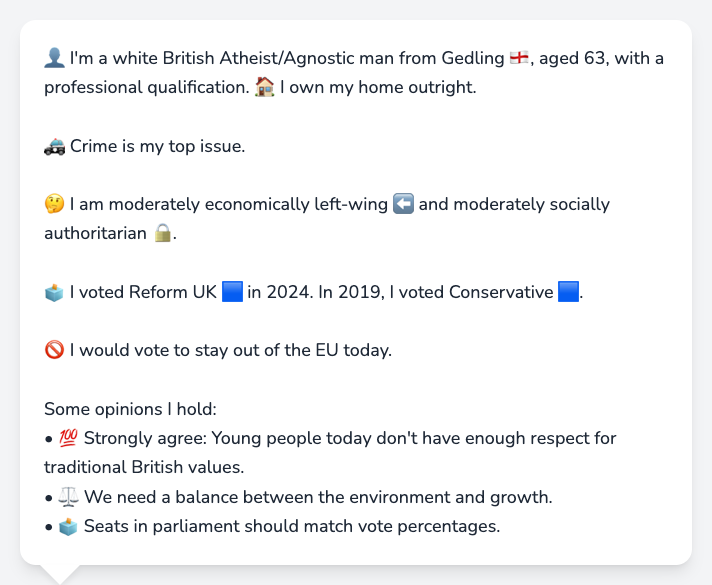 👤 I'm a white British Atheist/Agnostic man from Gedling 🏴󠁧󠁢󠁥󠁮󠁧󠁿, aged 63, with a
professional qualification. 🏠 I own my home outright.
🚓 Crime is my top issue.
🤔 I am moderately economically left-wing ⬅️ and moderately socially
authoritarian 🔒.
🗳️ I voted Reform UK 🟦 in 2024. In 2019, I voted Conservative 🟦.
🚫 I would vote to stay out of the EU today.
Some opinions I hold:
• 💯 Strongly agree: Young people today don't have enough respect for
traditional British values.
• ⚖️ We need a balance between the environment and growth.
• 🗳️ Seats in parliament should match vote percentages.